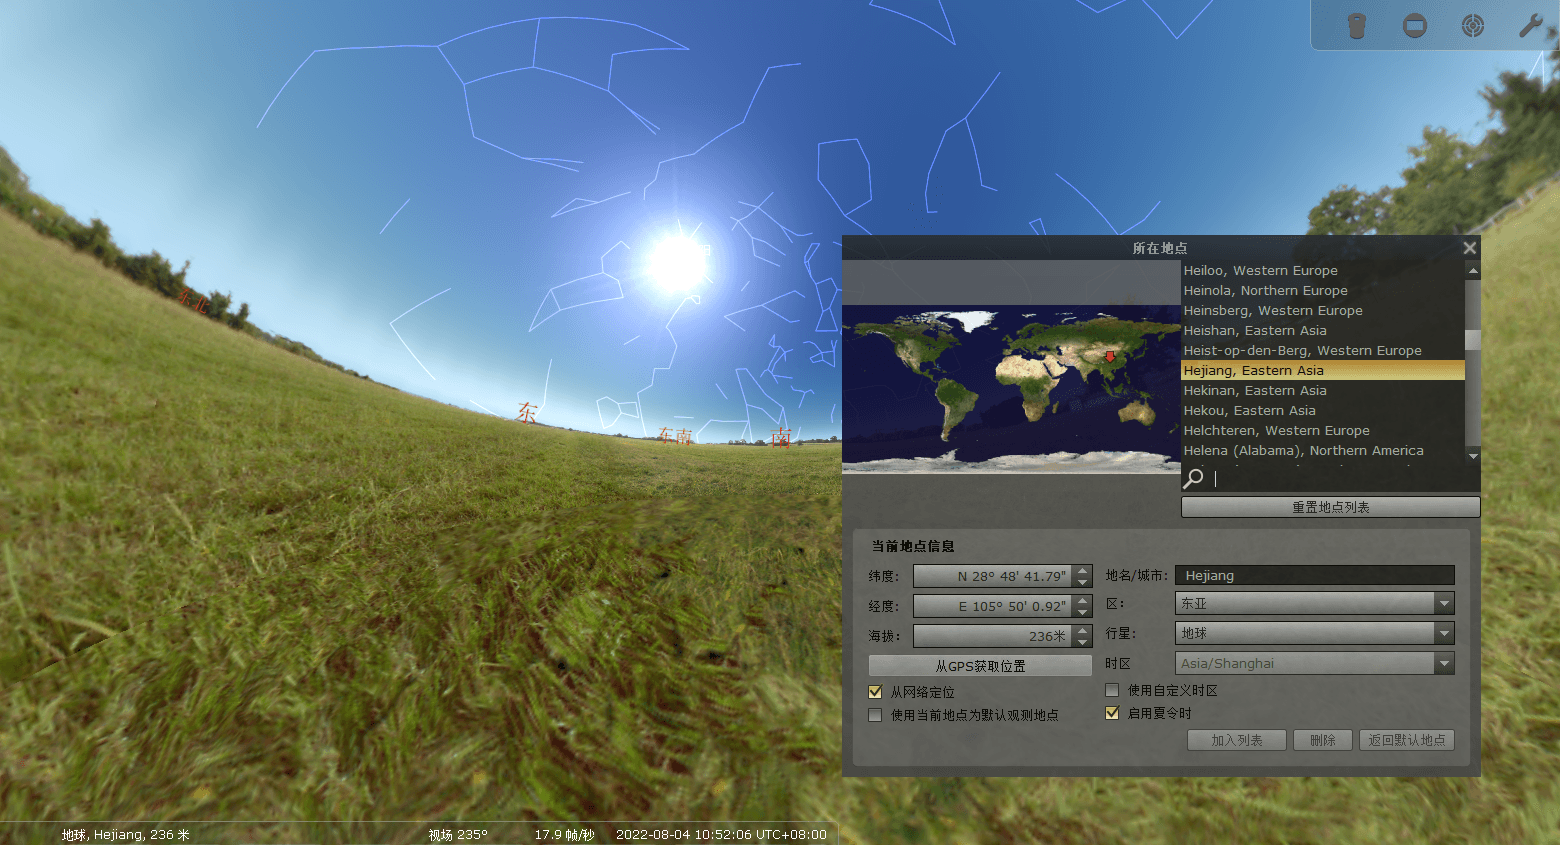 所在地点
Heiloo, Western Europe
Heinola, Northern Europe
Heinsberg, Western Europe
Heishan, Eastern Asia
Heist-op-den-Berg, Western Europe
Hejiang, Eastern Asia
Hekinan, Eastern Asia
Hekou, Eastern Asia
Helchteren, Western Europe
Helena (Alabama), Northern America
重置地点列表
东北
东
东南
南
当前地点信息
纬度: N 28° 48' 41.79"
经度: E 105° 50' 0.92"
海拔: 236米
从GPS获取位置
从网络定位
使用当前地点为默认观测地点
地名/城市: Hejiang
区: 东亚
行星: 地球
时区 Asia/Shanghai
使用自定义时区
启用夏令时
加入列表 删除 返回默认地点
地球, Hejiang, 236 米 视场 235° 17.9 帧/秒 2022-08-04 10:52:06 UTC+08:00